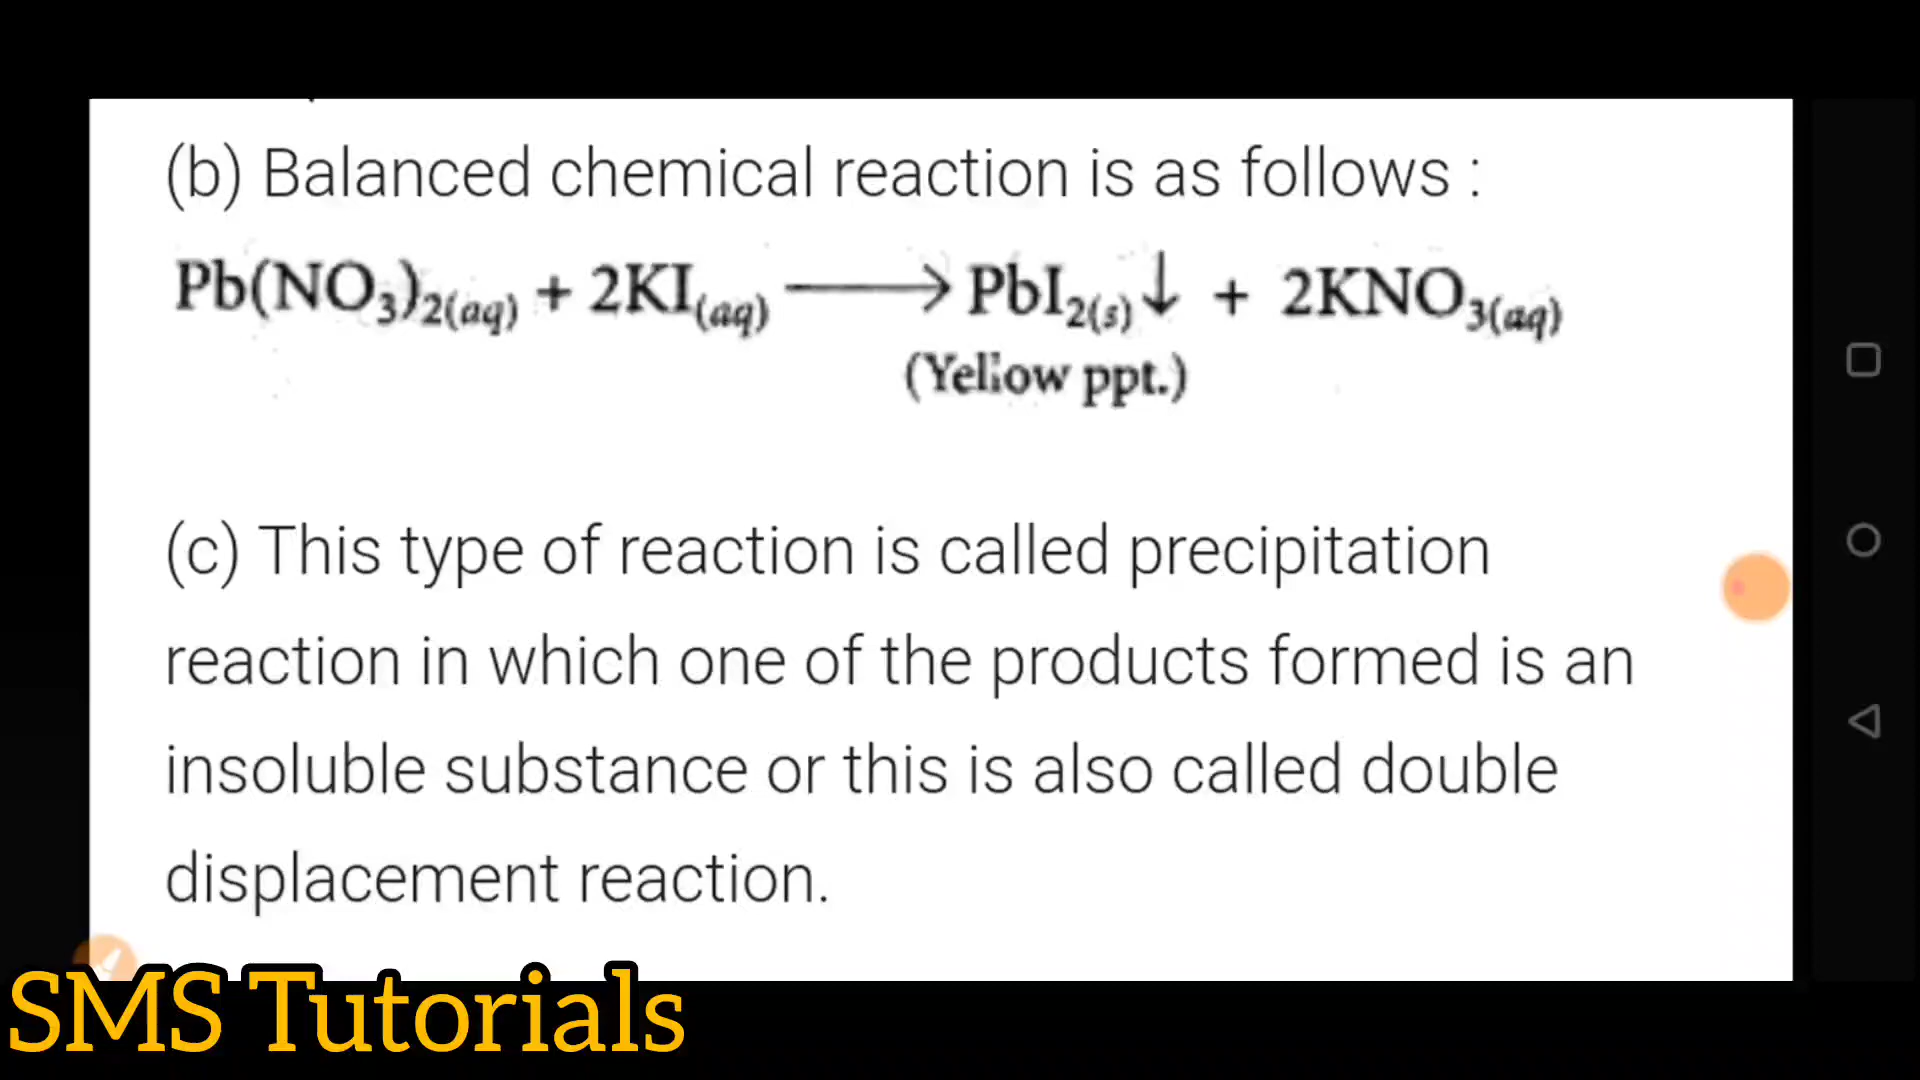 (b) Balanced chemical reaction is as follows :
Pb(NO₃)₂(aq) + 2KI(aq) ⟶ PbI₂(s)↓ + 2KNO₃(aq)
(Yellow ppt.)
(c) This type of reaction is called precipitation
reaction in which one of the products formed is an
insoluble substance or this is also called double
displacement reaction.
SMS Tutorials